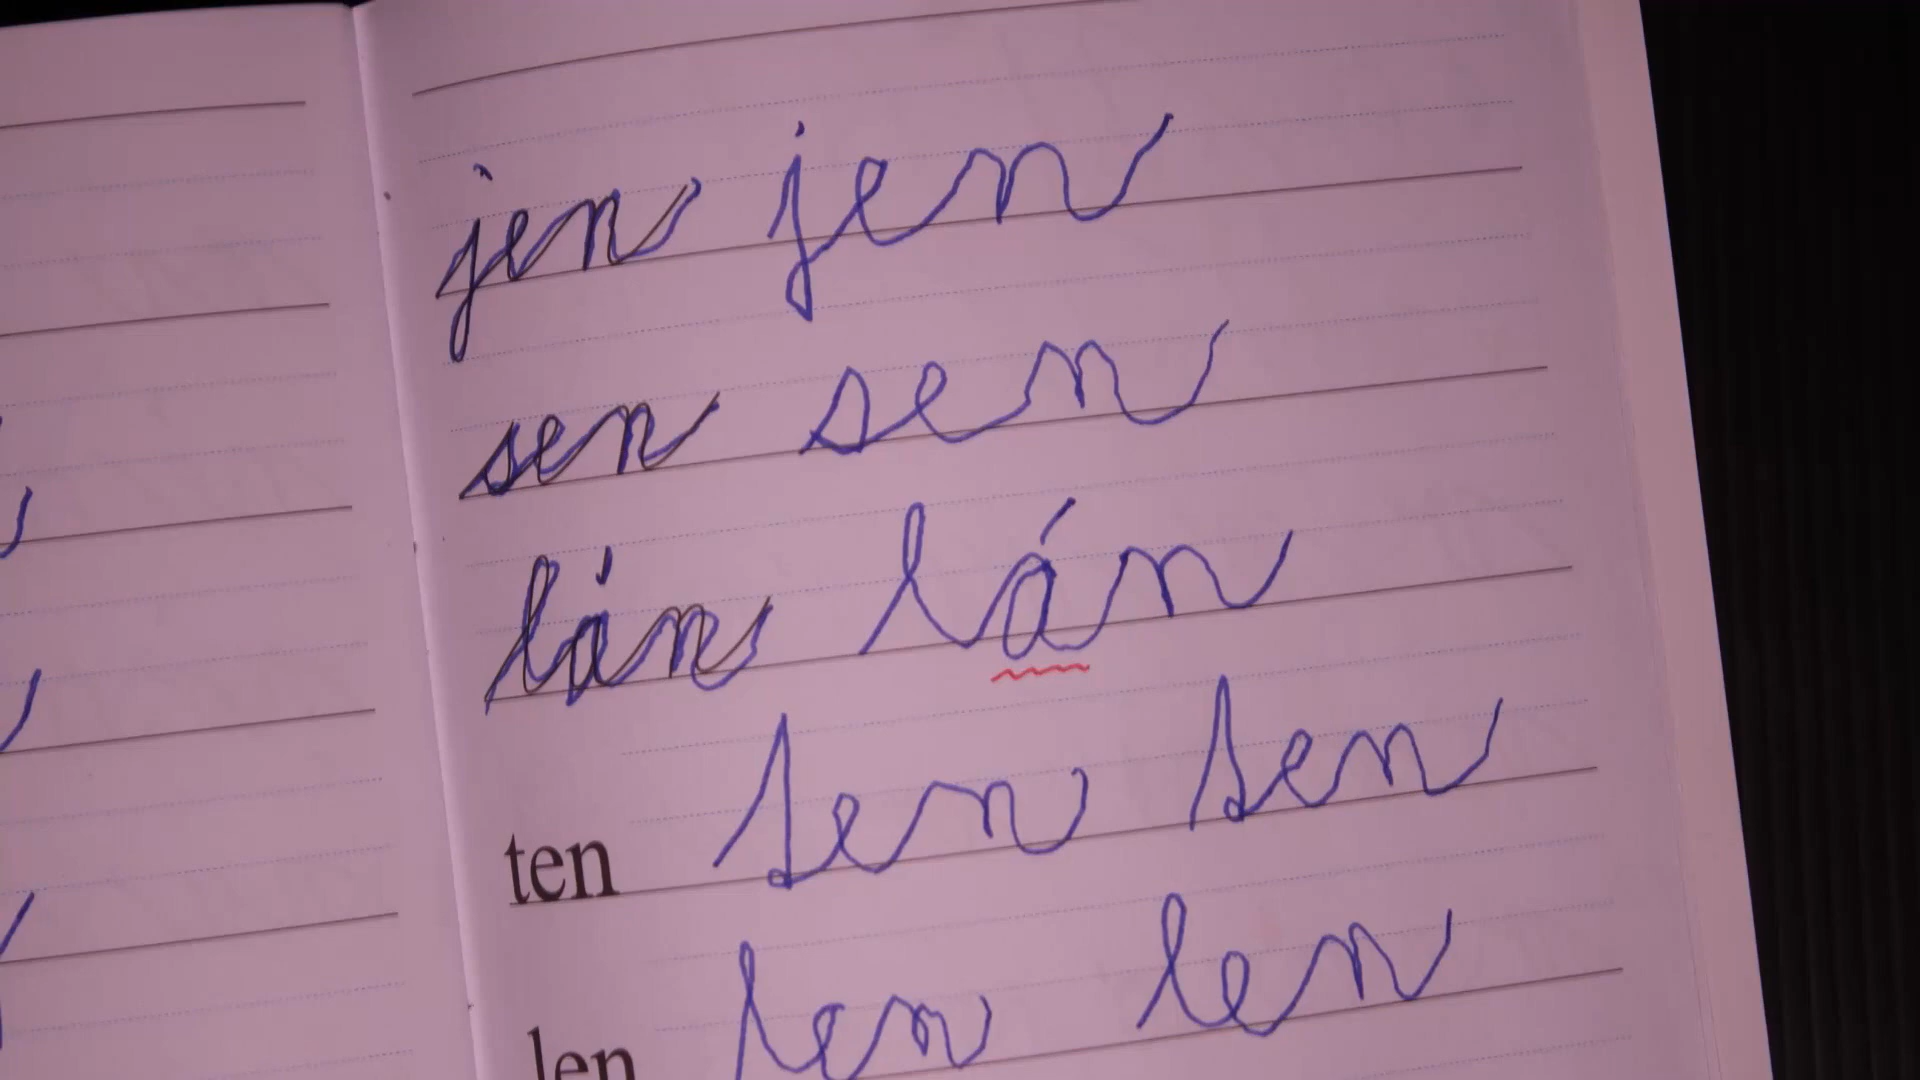 jen jen
sen sen
lán lán
ten ten ten
len len len